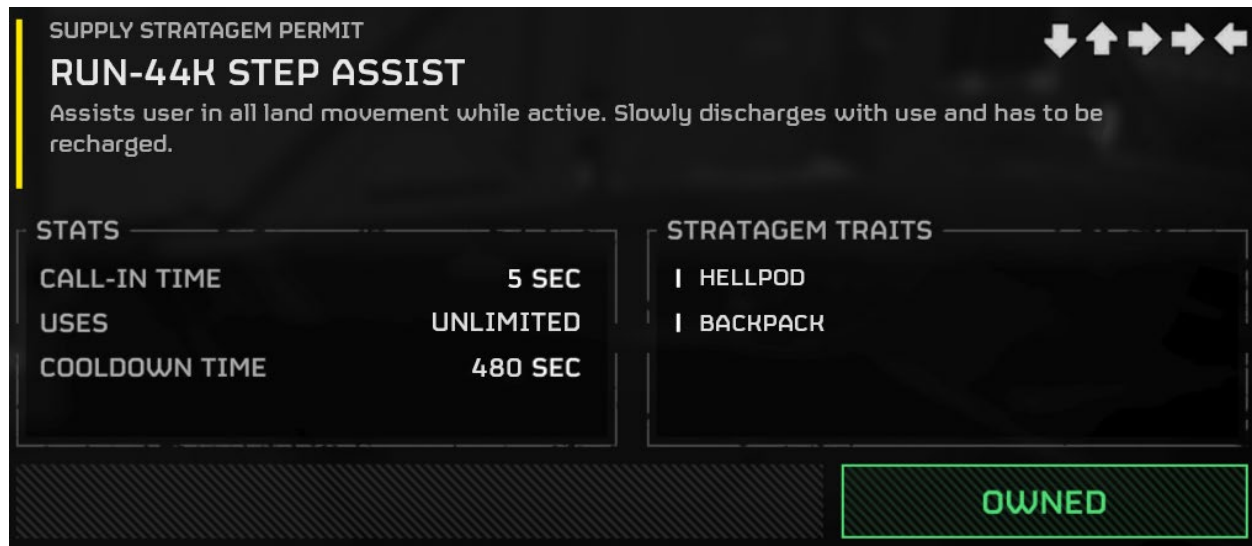 SUPPLY STRATAGEM PERMIT
RUN-44K STEP ASSIST
Assists user in all land movement while active. Slowly discharges with use and has to be
recharged.
STATS
CALL-IN TIME 5 SEC
USES UNLIMITED
COOLDOWN TIME 480 SEC
STRATAGEM TRAITS
HELLPOD
BACKPACK
OWNED